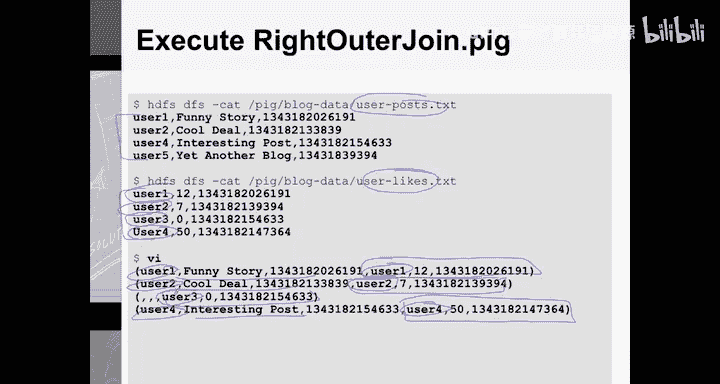 Execute RightOuterJoin.pig
bilibili
$ hdfs dfs -cat /pig/blog-data/user-posts.txt
user1,Funny Story,1343182026191
user2,Cool Deal,1343182133839
user4,Interesting Post,1343182154633
user5,Yet Another Blog,13431839394
$ hdfs dfs -cat /pig/blog-data/user-likes.txt
user1,12,1343182026191
user2,7,1343182139394
user3,0,1343182154633
User4,50,1343182147364
$ vi
(user1,Funny Story,1343182026191,user1,12,1343182026191)
(user2,Cool Deal,1343182133839,user2,7,1343182139394)
(,,,user3,0,1343182154633)
(user4,Interesting Post,1343182154633,user4,50,1343182147364)